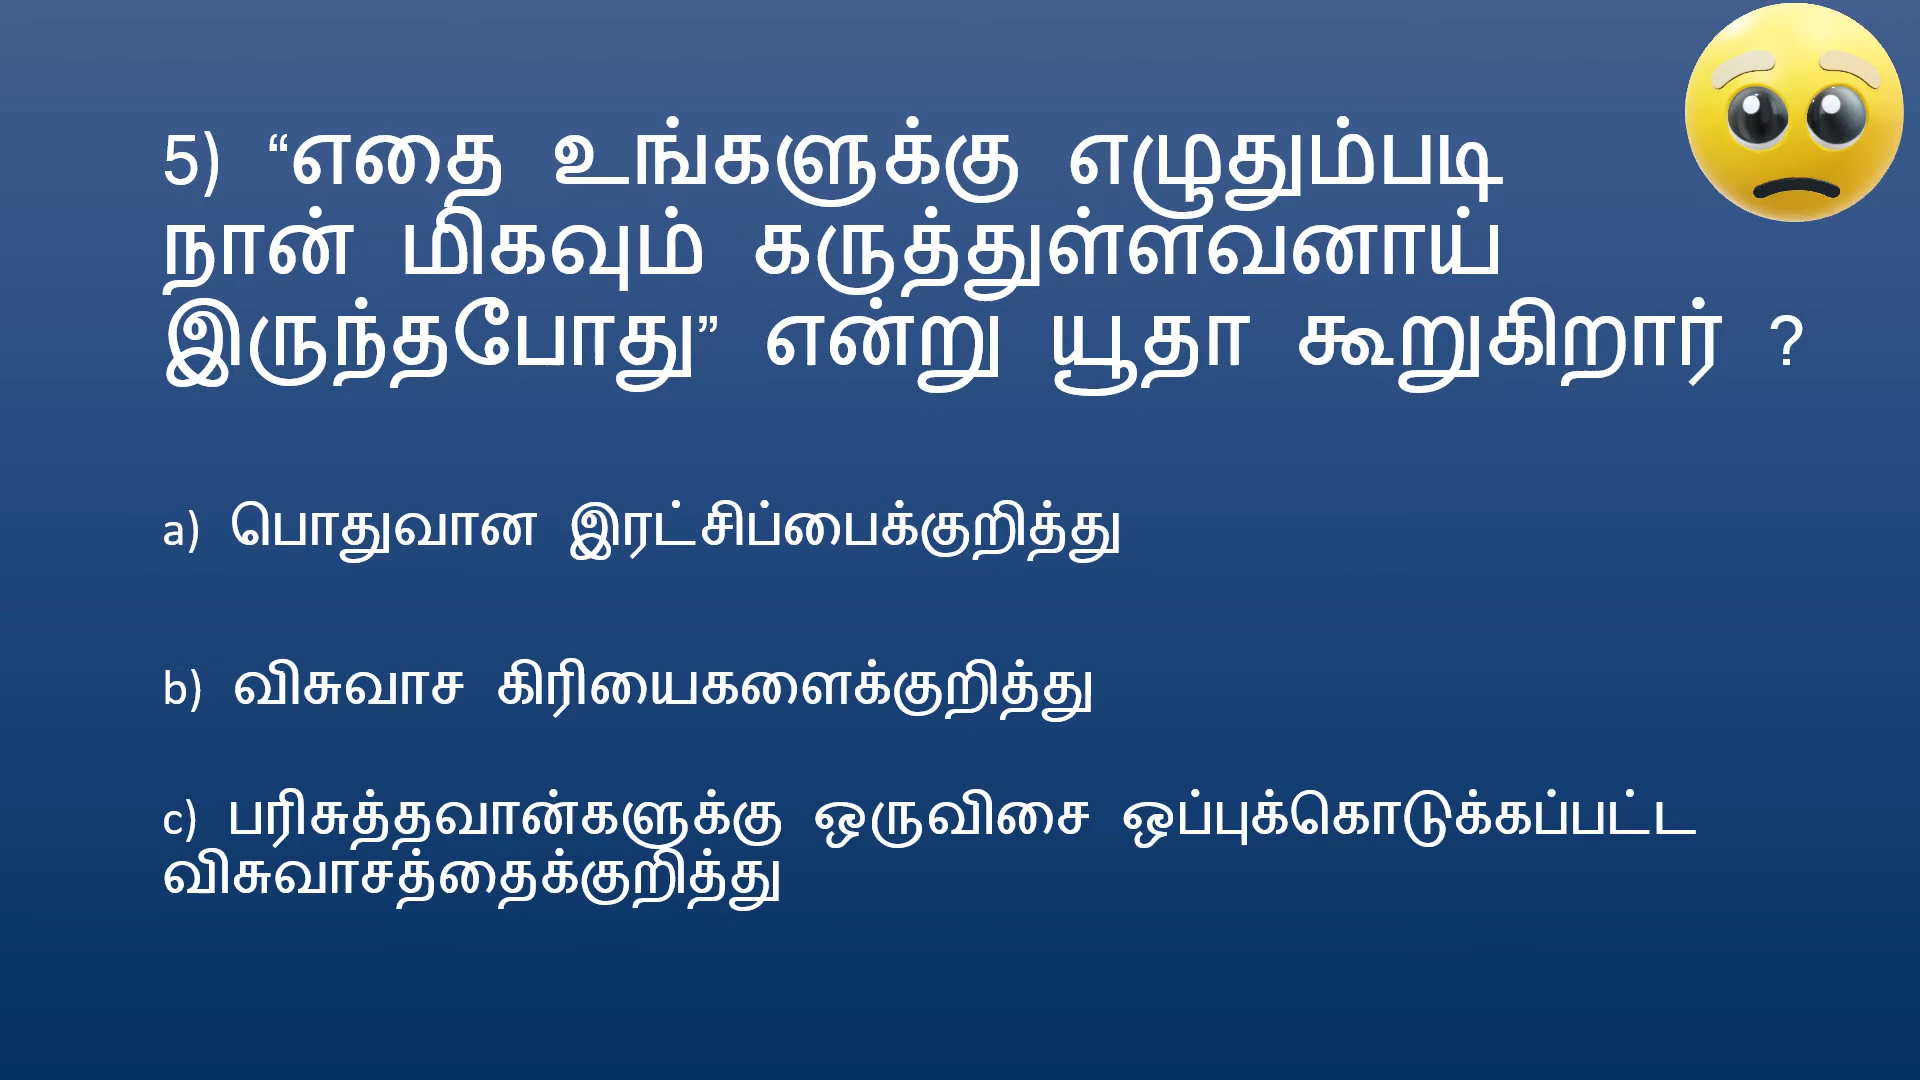 5) “எதை உங்களுக்கு எழுதும்படி
நான் மிகவும் கருத்துள்ளவனாய்
இருந்தபோது” என்று யூதா கூறுகிறார் ?
a) பொதுவான இரட்சிப்பைக்குறித்து
b) விசுவாச கிரியைகளைக்குறித்து
c) பரிசுத்தவான்களுக்கு ஒருவிசை ஒப்புக்கொடுக்கப்பட்ட
விசுவாசத்தைக்குறித்து